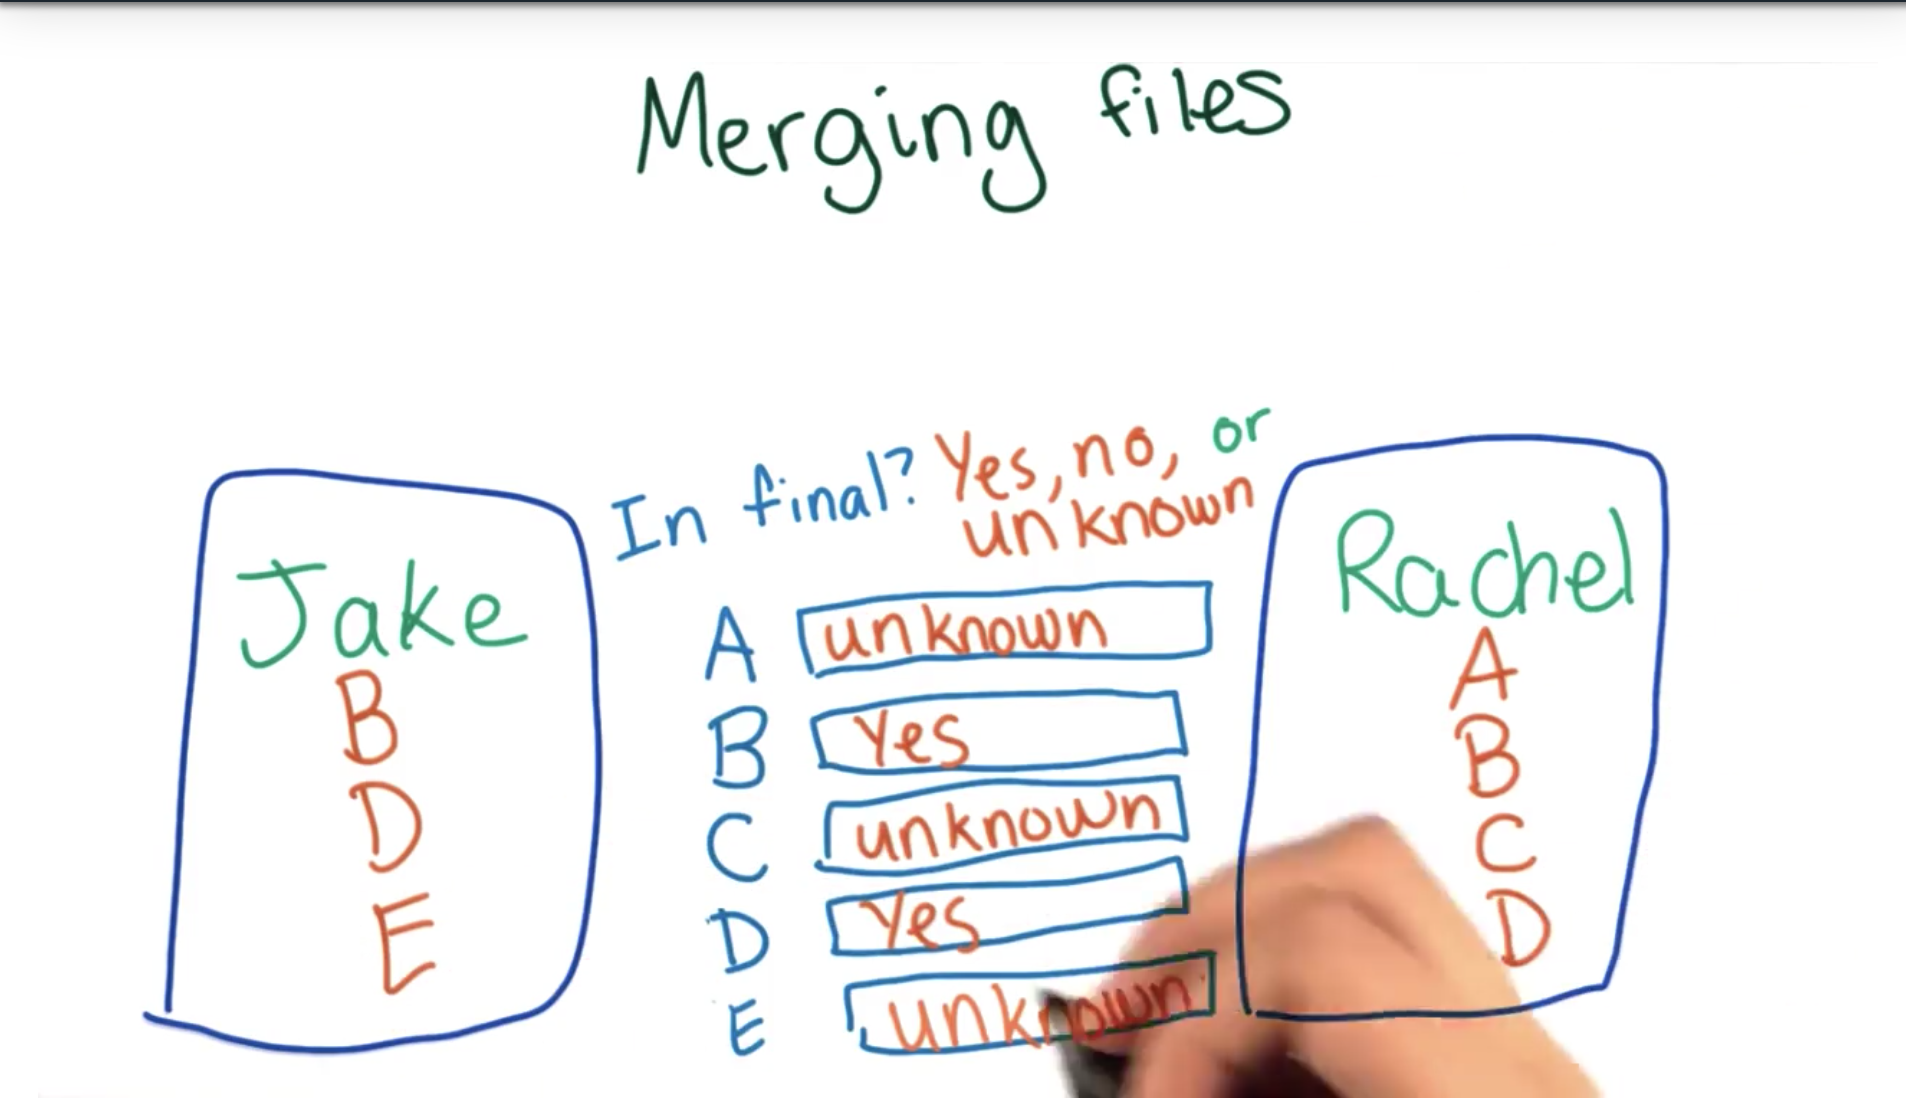 Merging files
In final? Yes, no, or
unknown
Jake
B
D
E
A unknown
B Yes
C unknown
D Yes
E unknown
Rachel
A
B
C
D